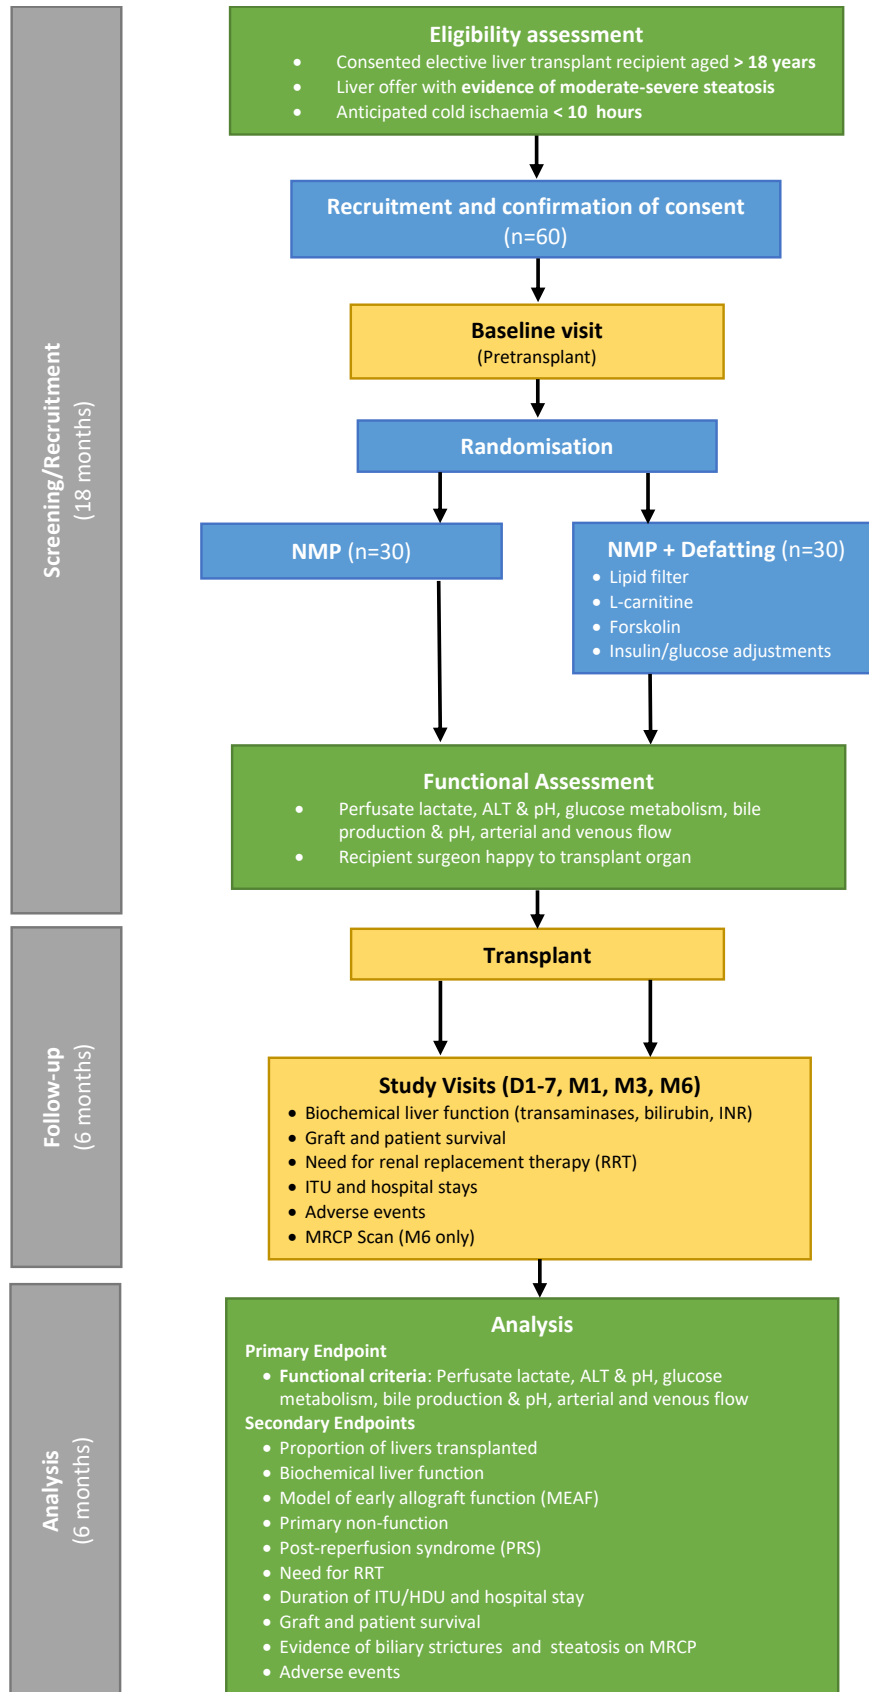 Eligibility assessment
• Consented elective liver transplant recipient aged > 18 years
• Liver offer with evidence of moderate-severe steatosis
• Anticipated cold ischaemia < 10 hours
Recruitment and confirmation of consent
(n=60)
Baseline visit
(Pretransplant)
Randomisation
Screening/Recruitment
(18 months)
NMP (n=30)
NMP + Defatting (n=30)
• Lipid filter
• L-carnitine
• Forskolin
• Insulin/glucose adjustments
Functional Assessment
• Perfusate lactate, ALT & pH, glucose metabolism, bile
production & pH, arterial and venous flow
• Recipient surgeon happy to transplant organ
Transplant
Follow-up
(6 months)
Study Visits (D1-7, M1, M3, M6)
• Biochemical liver function (transaminases, bilirubin, INR)
• Graft and patient survival
• Need for renal replacement therapy (RRT)
• ITU and hospital stays
• Adverse events
• MRCP Scan (M6 only)
Analysis
(6 months)
Analysis
Primary Endpoint
• Functional criteria: Perfusate lactate, ALT & pH, glucose
metabolism, bile production & pH, arterial and venous flow
Secondary Endpoints
• Proportion of livers transplanted
• Biochemical liver function
• Model of early allograft function (MEAF)
• Primary non-function
• Post-reperfusion syndrome (PRS)
• Need for RRT
• Duration of ITU/HDU and hospital stay
• Graft and patient survival
• Evidence of biliary strictures and steatosis on MRCP
• Adverse events